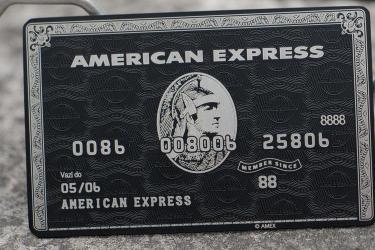 AMERICAN EXPRESS
8888
0086 008006 25806
MEMBER SINCE
Vazi do
05/06
88
AMERICAN EXPRESS
© AMEX